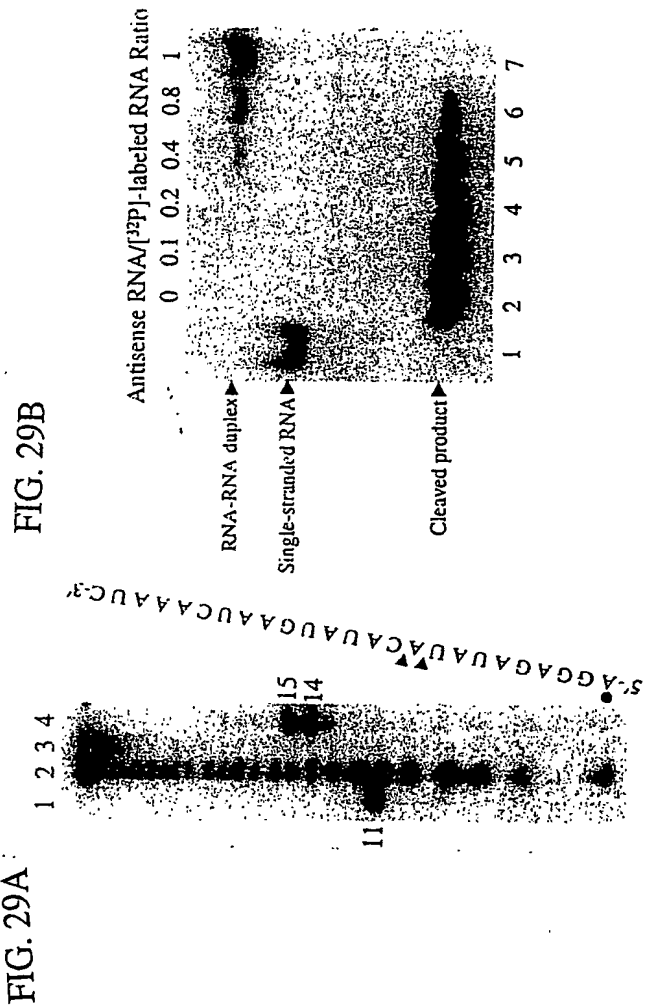 FIG. 29A
1 2 3 4
15
14
11
5'-A G G A G A U A U A C A U A U G A A U C A A U C-3'
FIG. 29B
Antisense RNA/[³²P]-labeled RNA Ratio
0 0.1 0.2 0.4 0.8 1
RNA-RNA duplex
Single-stranded RNA
Cleaved product
1 2 3 4 5 6 7